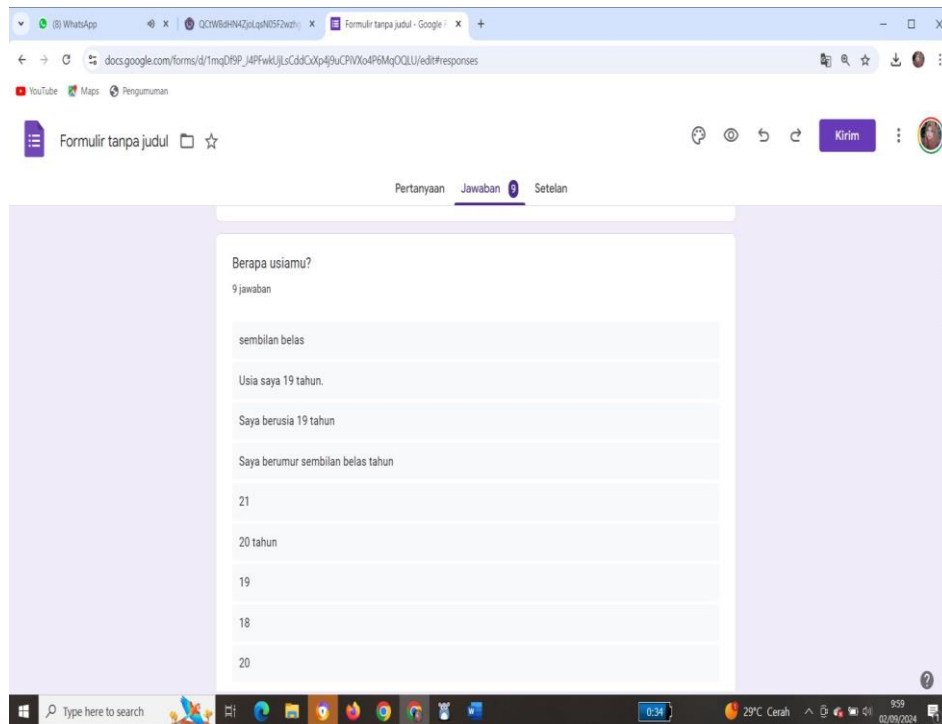 (8) WhatsApp
Formulir tanpa judul - Google
docs.google.com/forms/d/
YouTube Maps Pengumuman
Formulir tanpa judul
Kirim
Pertanyaan Jawaban 9 Setelan
Berapa usiamu?
9 jawaban
sembilan belas
Usia saya 19 tahun.
Saya berusia 19 tahun
Saya berumur sembilan belas tahun
21
20 tahun
19
18
20
Type here to search
0:34
29°C Cerah
9:59
02/09/2024